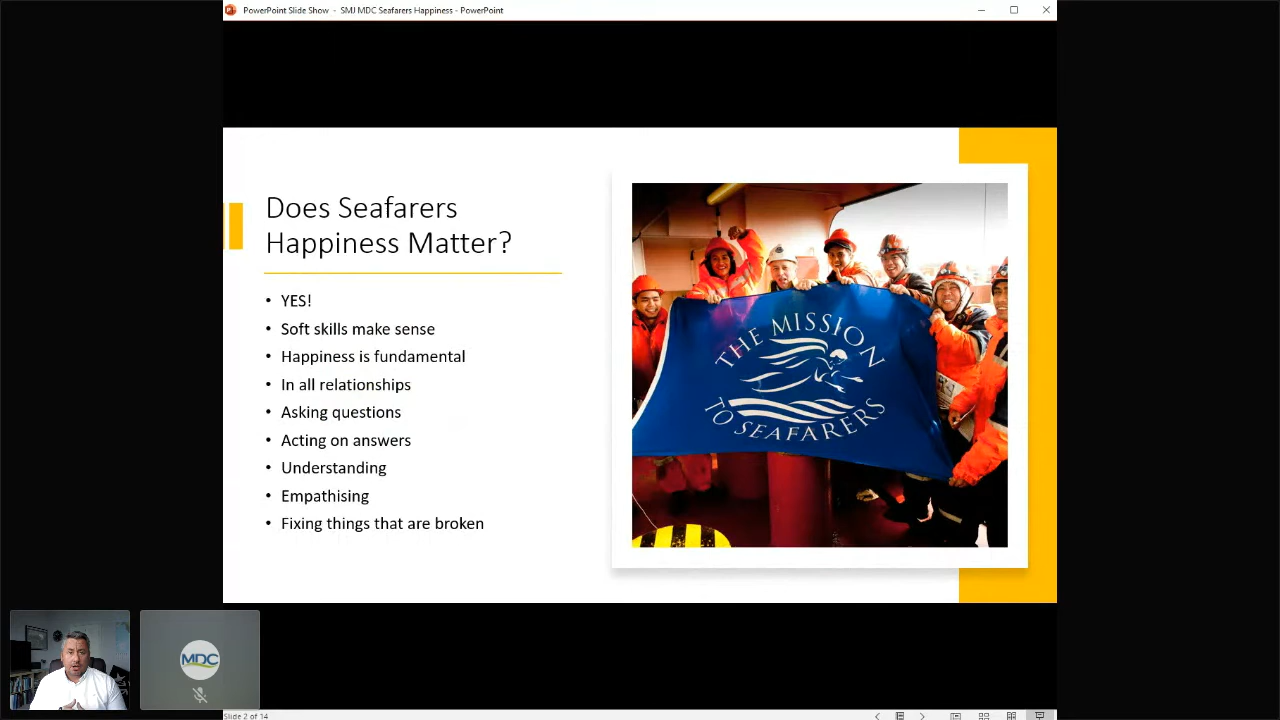 PowerPoint Slide Show - SMJ MDC Seafarers Happiness - PowerPoint
Does Seafarers
Happiness Matter?
• YES!
• Soft skills make sense
• Happiness is fundamental
• In all relationships
• Asking questions
• Acting on answers
• Understanding
• Empathising
• Fixing things that are broken
THE MISSION
TO SEAFARERS
MDC
Slide 2 of 14